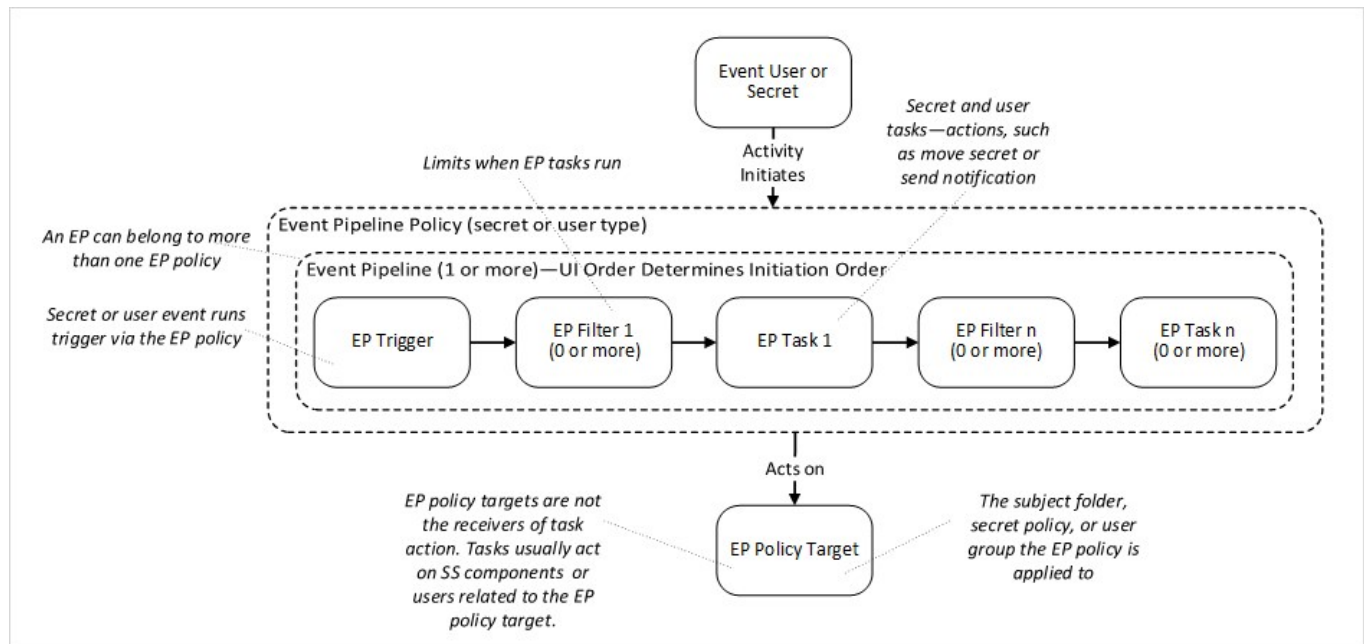 Event User or
Secret
Secret and user
tasks—actions, such
as move secret or
send notification
Limits when EP tasks run
Activity
Initiates
An EP can belong to more
than one EP policy
Event Pipeline Policy (secret or user type)
Event Pipeline (1 or more)—UI Order Determines Initiation Order
Secret or user event runs
trigger via the EP policy
EP Trigger
EP Filter 1
(0 or more)
EP Task 1
EP Filter n
(0 or more)
EP Task n
(0 or more)
Acts on
EP policy targets are not
the receivers of task
action. Tasks usually act
on SS components or
users related to the EP
policy target.
EP Policy Target
The subject folder,
secret policy, or user
group the EP policy is
applied to